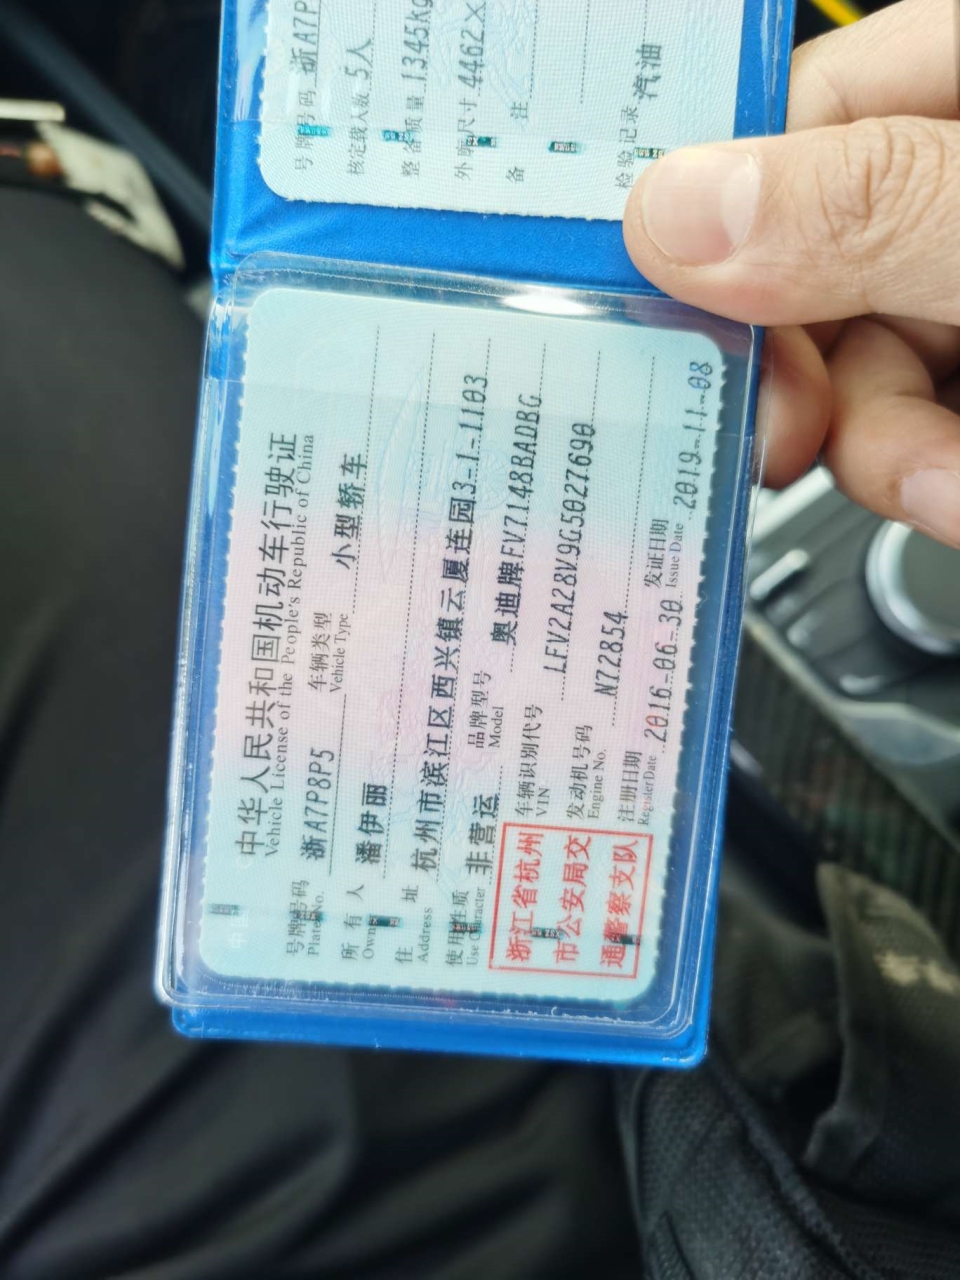 中华人民共和国机动车行驶证
Vehicle License of the People's Republic of China
号牌号码 浙A7P8P5 车辆类型 小型轿车
Plate No. Vehicle Type
所有人 潘伊丽
Owner
住址 杭州市滨江区西兴镇云厦连园3-1-1103
Address
使用性质 非营运 品牌型号 奥迪牌FV7148BADBG
Use Character Model
车辆识别代号 LFV2A28V9G5027690
VIN
发动机号码 N72854
Engine No.
注册日期 2016-06-30 发证日期 2019-11-08
Register Date Issue Date
浙江省杭州
市公安局交
通警察支队
号牌号码 浙A7P
核定载人数 5人
整备质量 1345kg
外廓尺寸 4462×
备注
检验记录 汽油